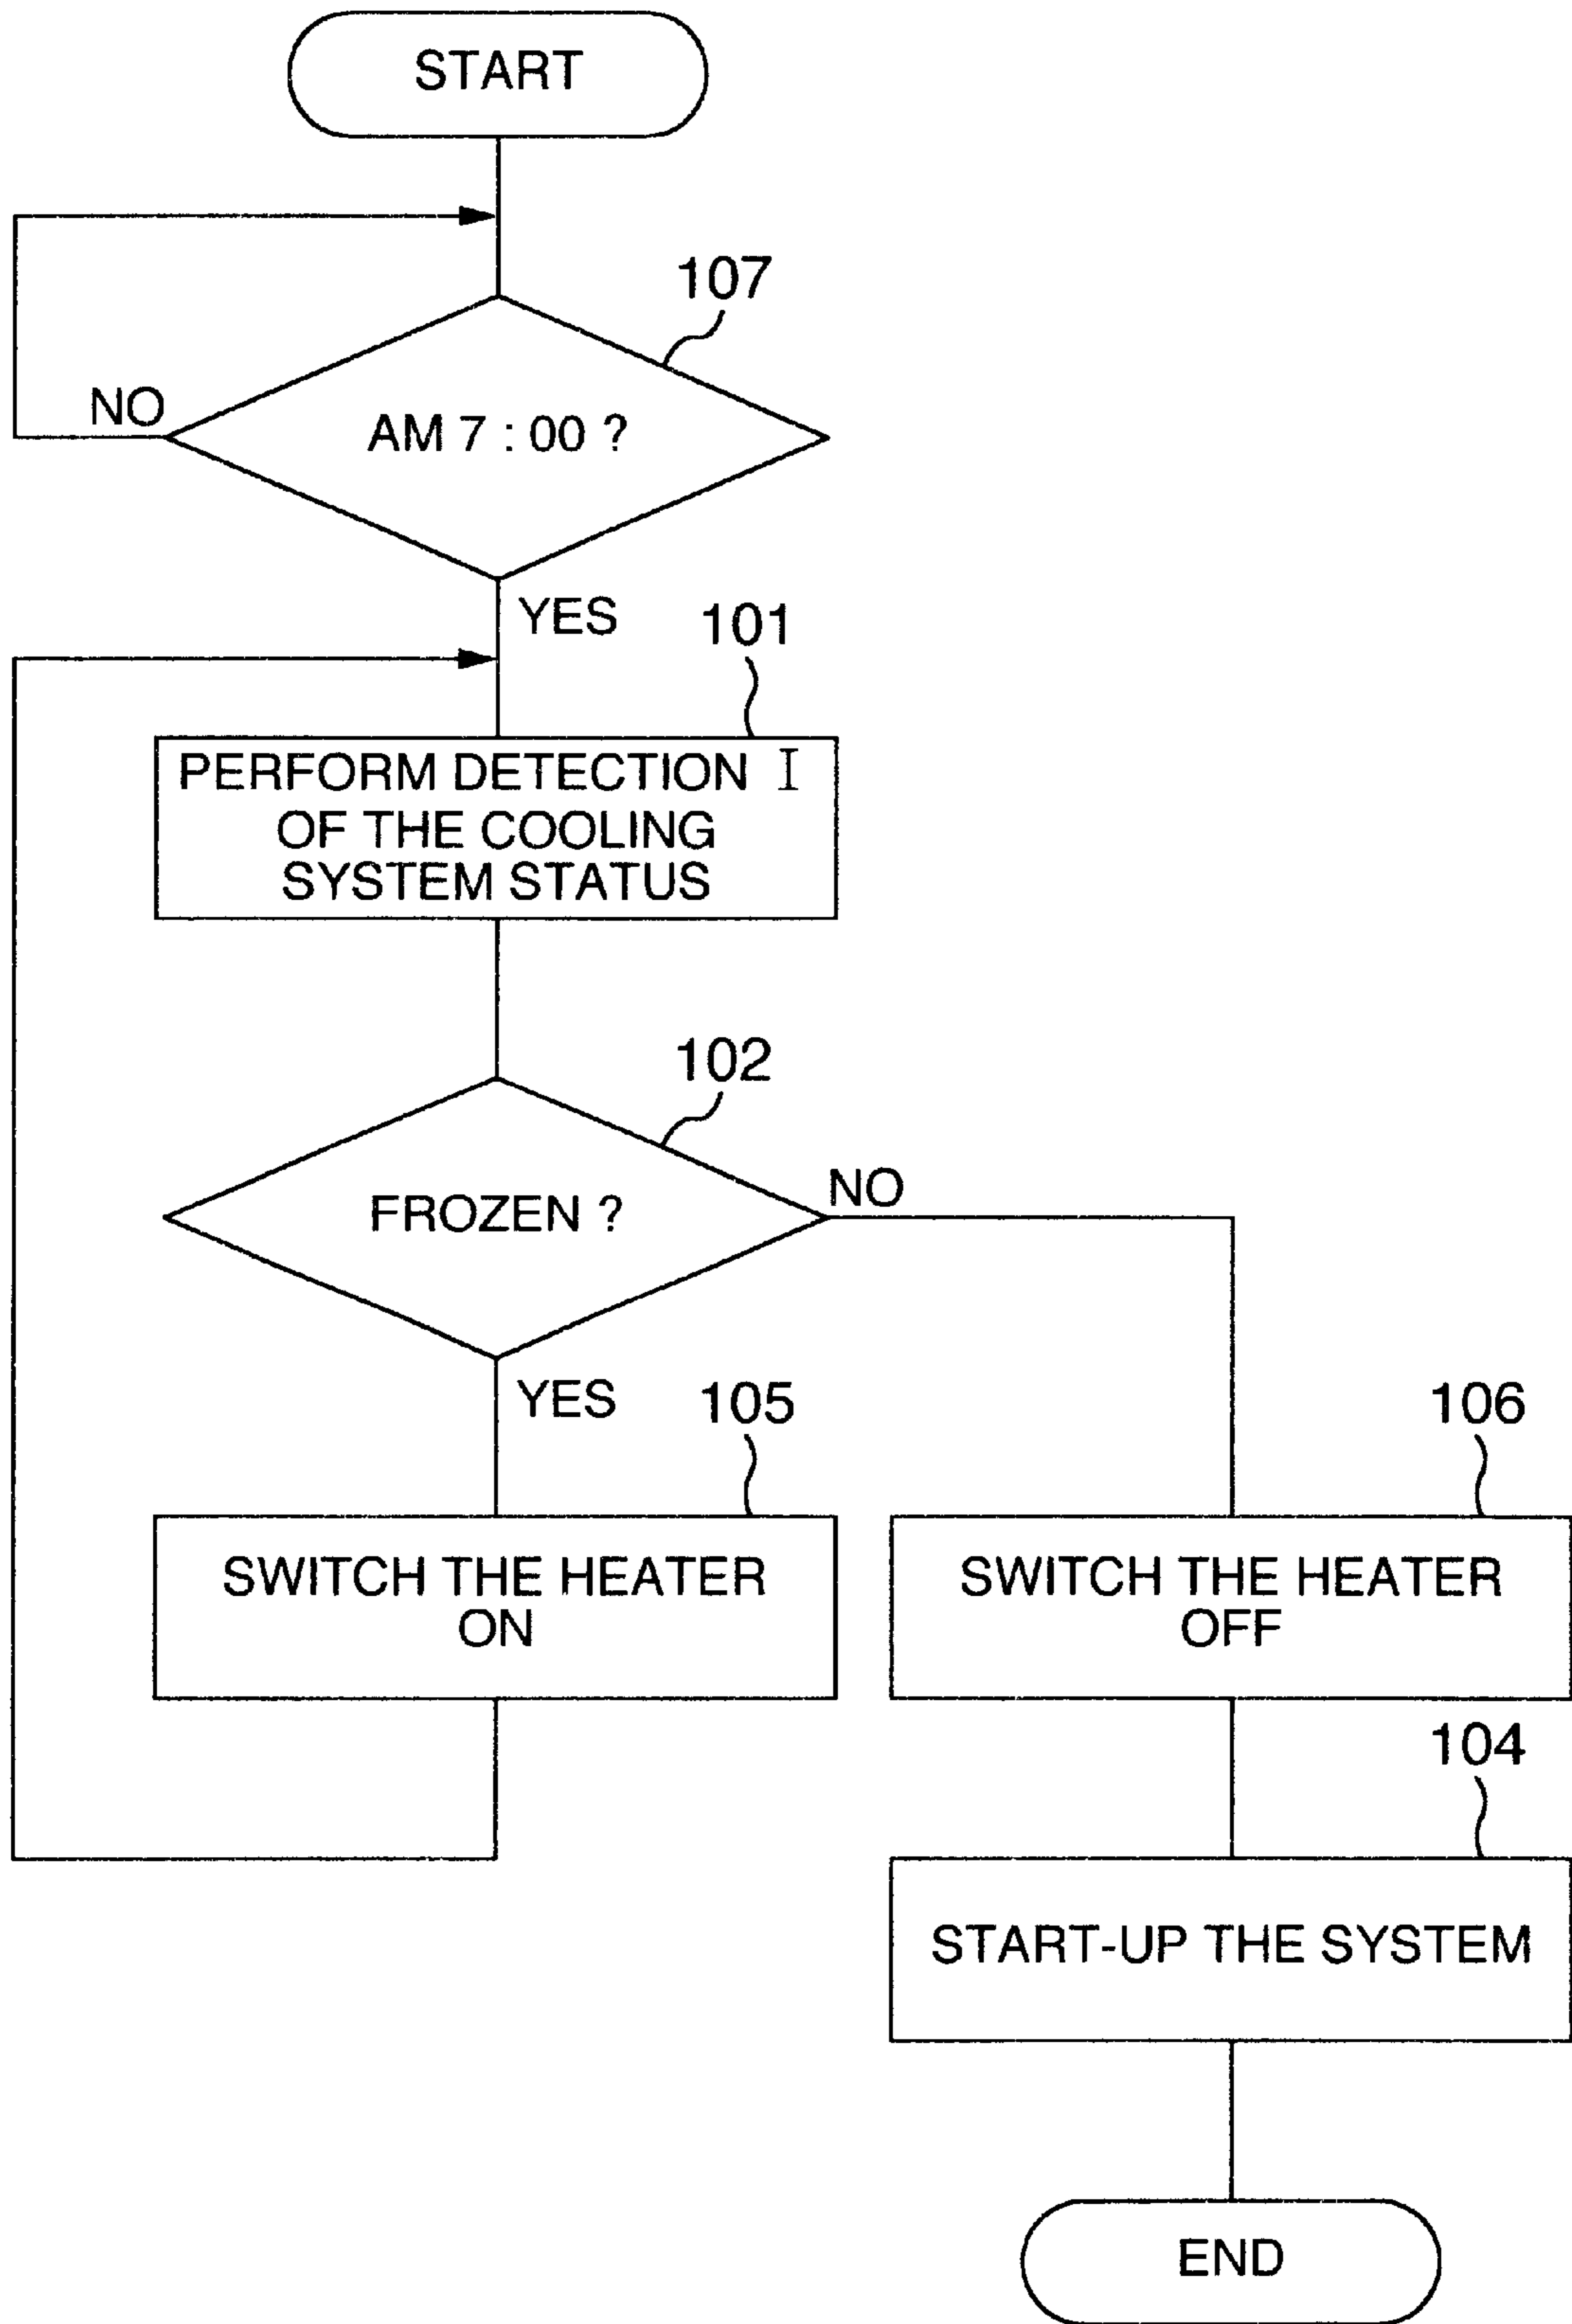 START
107
NO
AM 7 : 00 ?
YES
101
PERFORM DETECTION I
OF THE COOLING
SYSTEM STATUS
102
NO
FROZEN ?
YES
105
106
SWITCH THE HEATER
ON
SWITCH THE HEATER
OFF
104
START-UP THE SYSTEM
END